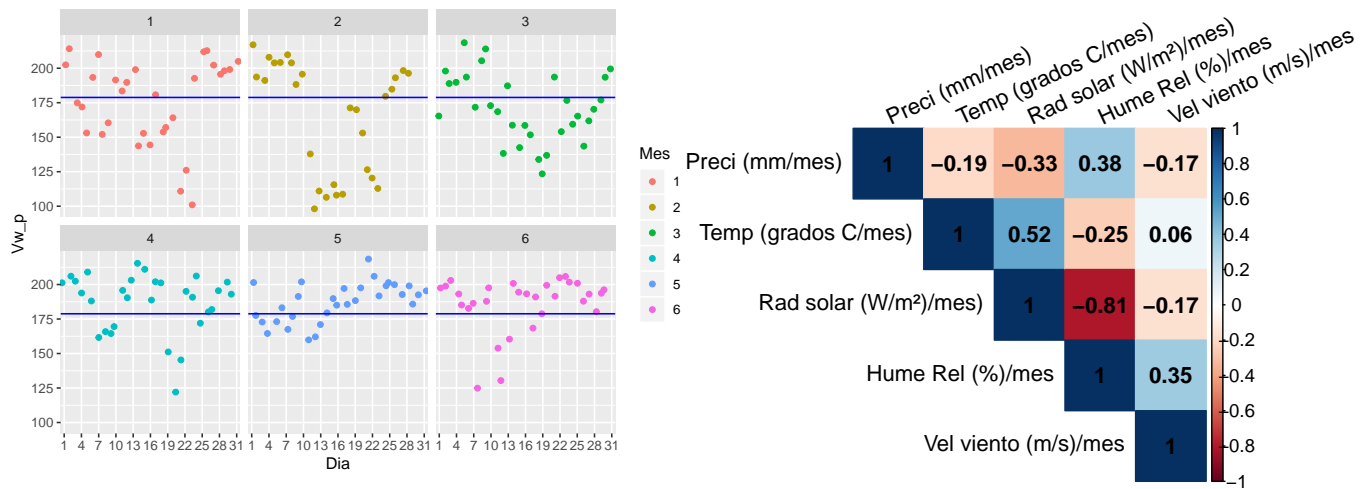 1 2 3
200
175
150
125
100
Vw_p
4 5 6
200
175
150
125
100
1 4 7 10 13 16 19 22 25 28 31 1 4 7 10 13 16 19 22 25 28 31 1 4 7 10 13 16 19 22 25 28 31
Dia
Mes
1
2
3
4
5
6
Preci (mm/mes)
Temp (grados C/mes)
Rad solar (W/m²)/mes)
Hume Rel (%)/mes
Vel viento (m/s)/mes
Preci (mm/mes) 1 −0.19 −0.33 0.38 −0.17
Temp (grados C/mes) 1 0.52 −0.25 0.06
Rad solar (W/m²)/mes) 1 −0.81 −0.17
Hume Rel (%)/mes 1 0.35
Vel viento (m/s)/mes 1
1
0.8
0.6
0.4
0.2
0
−0.2
−0.4
−0.6
−0.8
−1